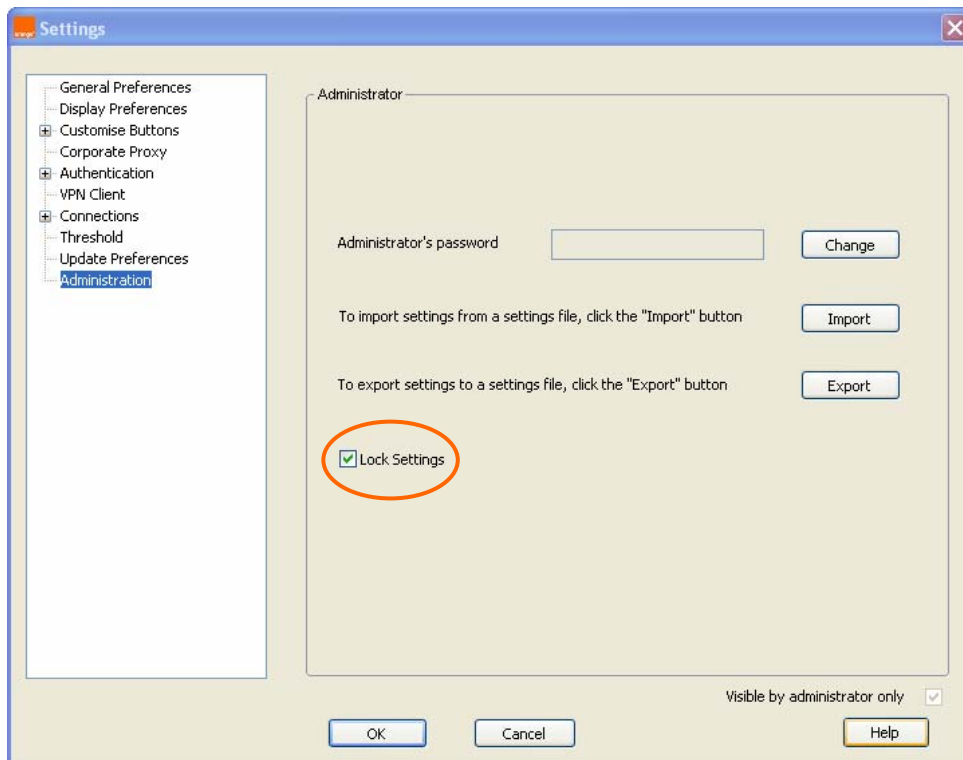 Settings
General Preferences
Display Preferences
Customise Buttons
Corporate Proxy
Authentication
VPN Client
Connections
Threshold
Update Preferences
Administration
Administrator
Administrator's password
Change
To import settings from a settings file, click the "Import" button
Import
To export settings to a settings file, click the "Export" button
Export
Lock Settings
Visible by administrator only
OK
Cancel
Help